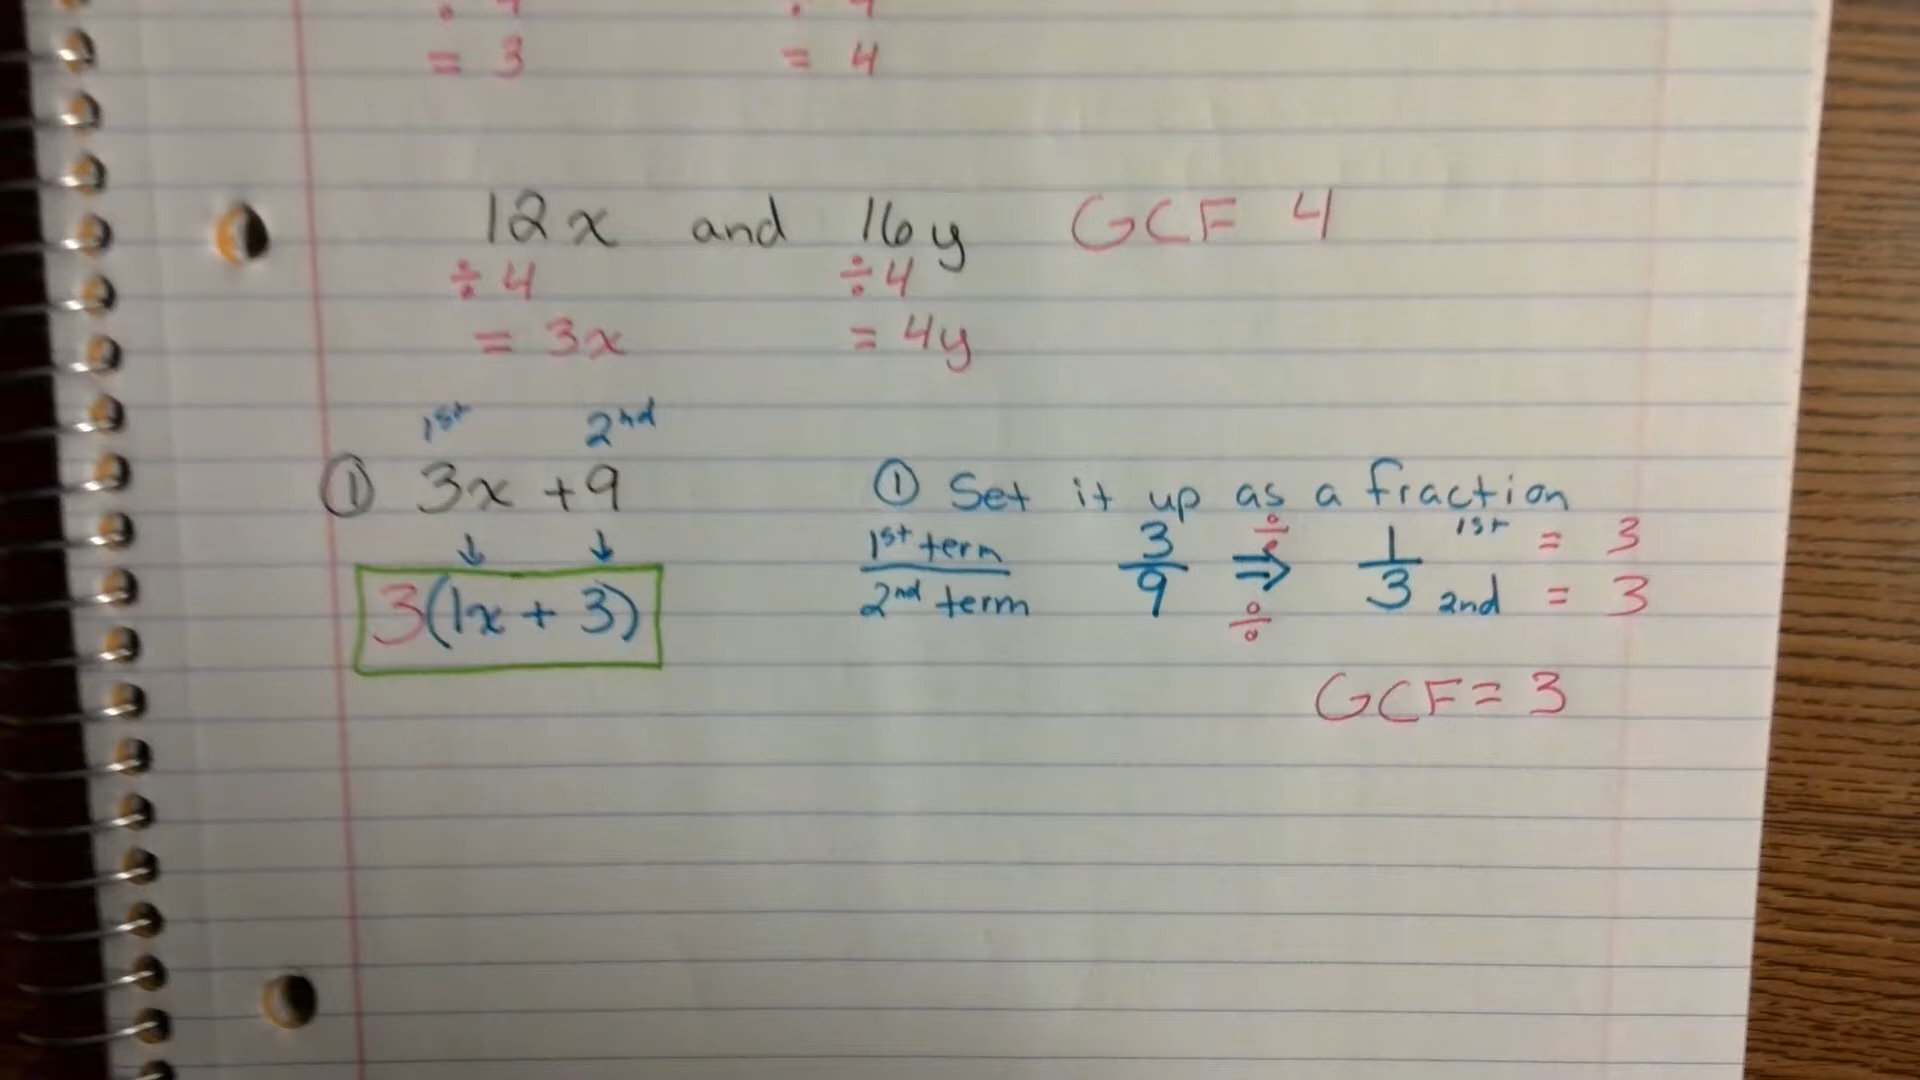 = 3 = 4
12x and 16y GCF 4
÷ 4 ÷ 4
= 3x = 4y
1st 2nd
① 3x + 9 ① Set it up as a fraction
↓ ↓ 1st term 3 ÷ ⇒ 1 1st = 3
3(1x + 3) 2nd term 9 ÷ 3 2nd = 3
GCF = 3